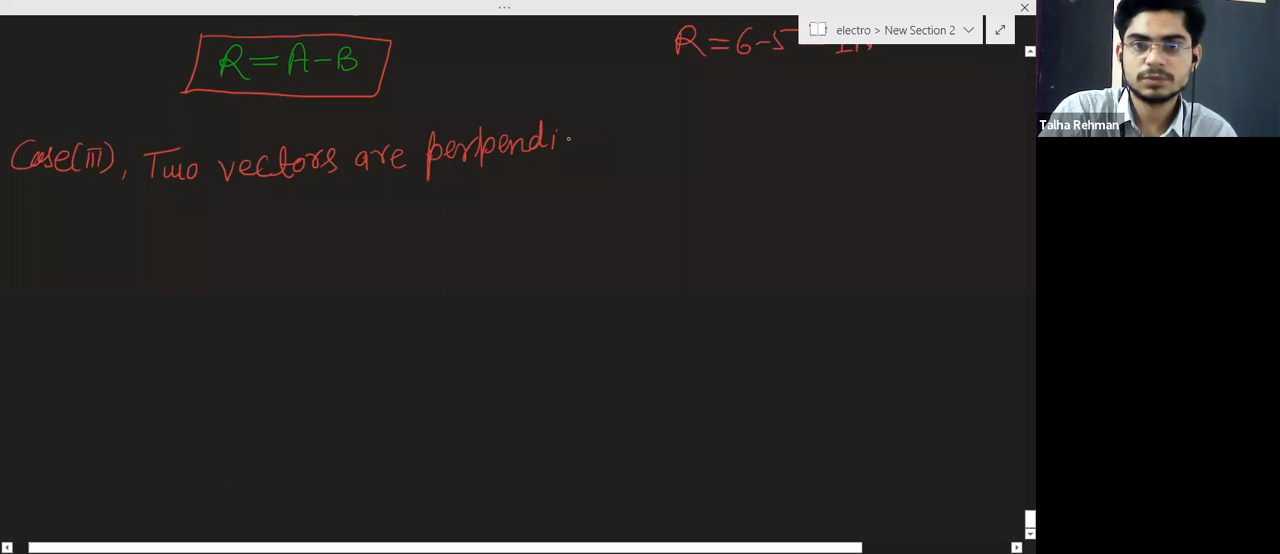 R=A-B
R=6-5
electro > New Section 2
Case(III), Two vectors are perpendi
Talha Rehman